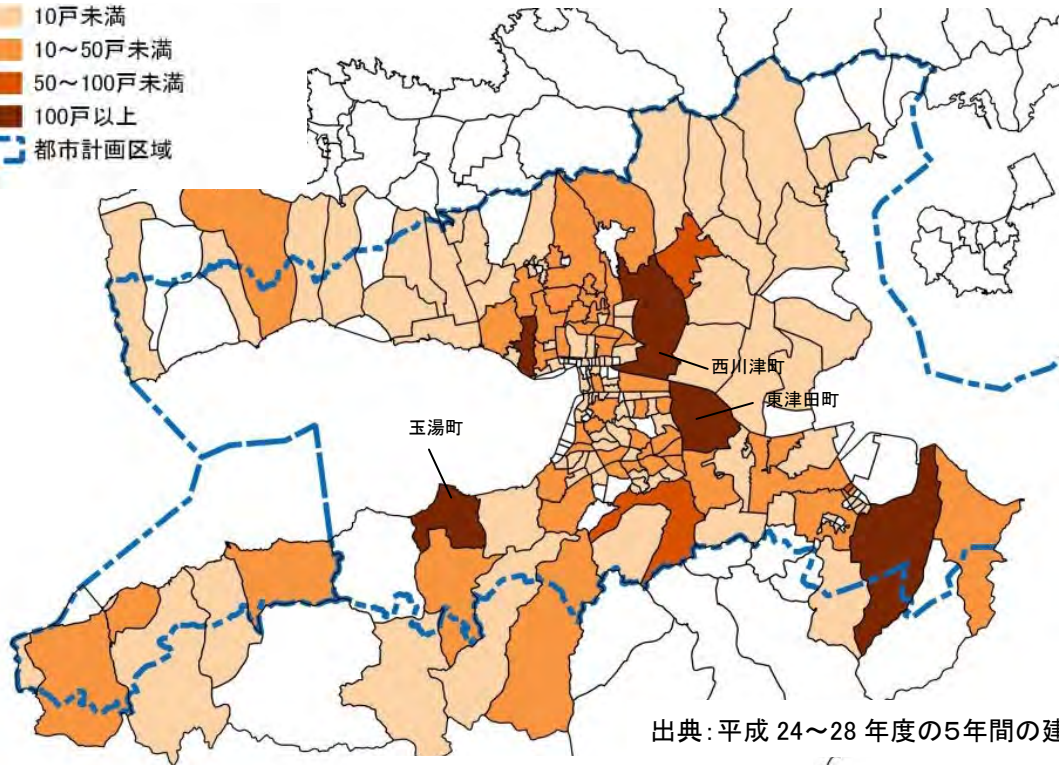 10戸未満
10～50戸未満
50～100戸未満
100戸以上
都市計画区域
西川津町
東津田町
玉湯町
出典：平成 24～28 年度の５年間の建